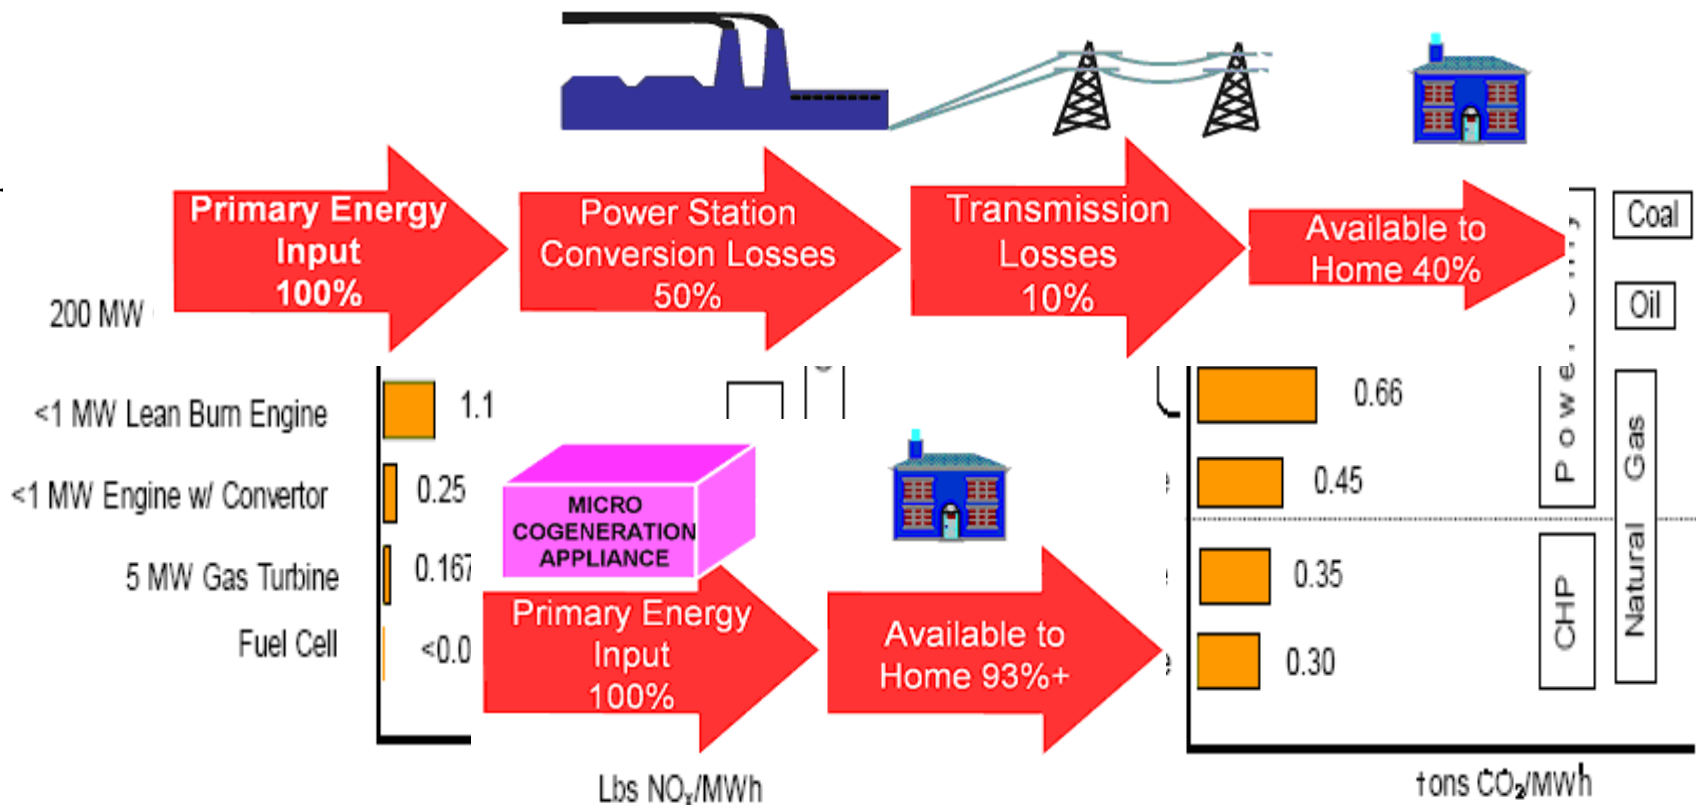 Primary Energy
Input
100%
Power Station
Conversion Losses
50%
Transmission
Losses
10%
Available to
Home 40%
Coal
Oil
200 MW
<1 MW Lean Burn Engine
1.1
<1 MW Engine w/ Convertor
0.25
5 MW Gas Turbine
0.167
Fuel Cell
<0.0
Lbs NOₓ/MWh
MICRO
COGENERATION
APPLIANCE
Primary Energy
Input
100%
Available to
Home 93%+
0.66
0.45
0.35
0.30
Power
CHP
Natural Gas
tons CO₂/MWh